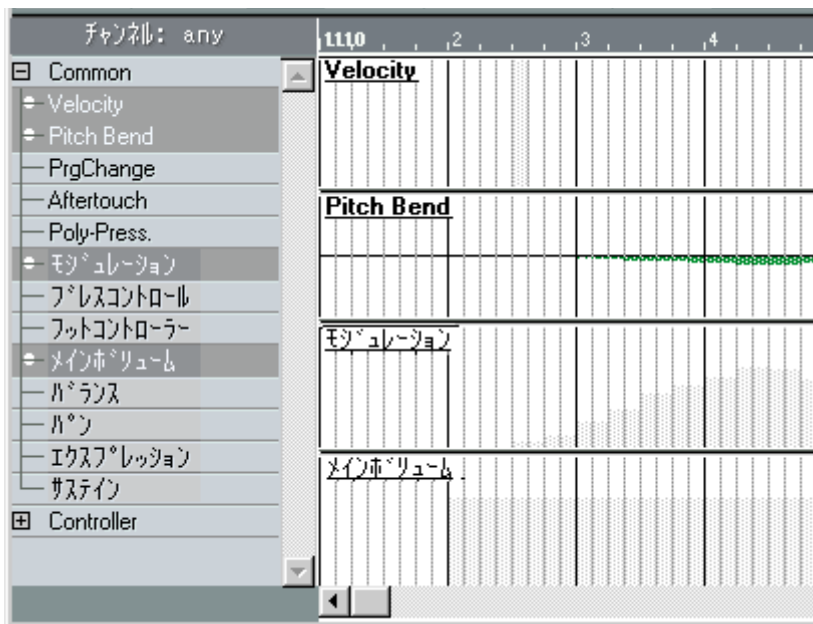 チャンネル: any
1.1.1,0 2 3 4
Common
Velocity
Pitch Bend
PrgChange
Aftertouch
Poly-Press.
モジュレーション
ブレスコントロール
フットコントローラー
メインボリューム
バランス
パン
エクスプレッション
サステイン
Controller
Velocity
Pitch Bend
モジュレーション
メインボリューム